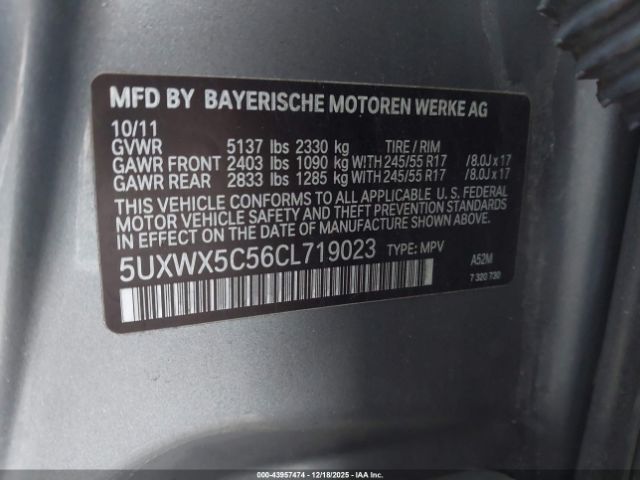 MFD BY BAYERISCHE MOTOREN WERKE AG
10/11
GVWR 5137 lbs 2330 kg TIRE / RIM
GAWR FRONT 2403 lbs 1090 kg WITH 245/55 R17 /8.0J x 17
GAWR REAR 2833 lbs 1285 kg WITH 245/55 R17 /8.0J x 17
THIS VEHICLE CONFORMS TO ALL APPLICABLE U. S. FEDERAL
MOTOR VEHICLE SAFETY AND THEFT PREVENTION STANDARDS
IN EFFECT ON THE DATE OF MANUFACTURE SHOWN ABOVE.
5UXWX5C56CL719023 TYPE: MPV A52M
7 320 730
000-43957474 | 12/18/2025 - IAAI.COM